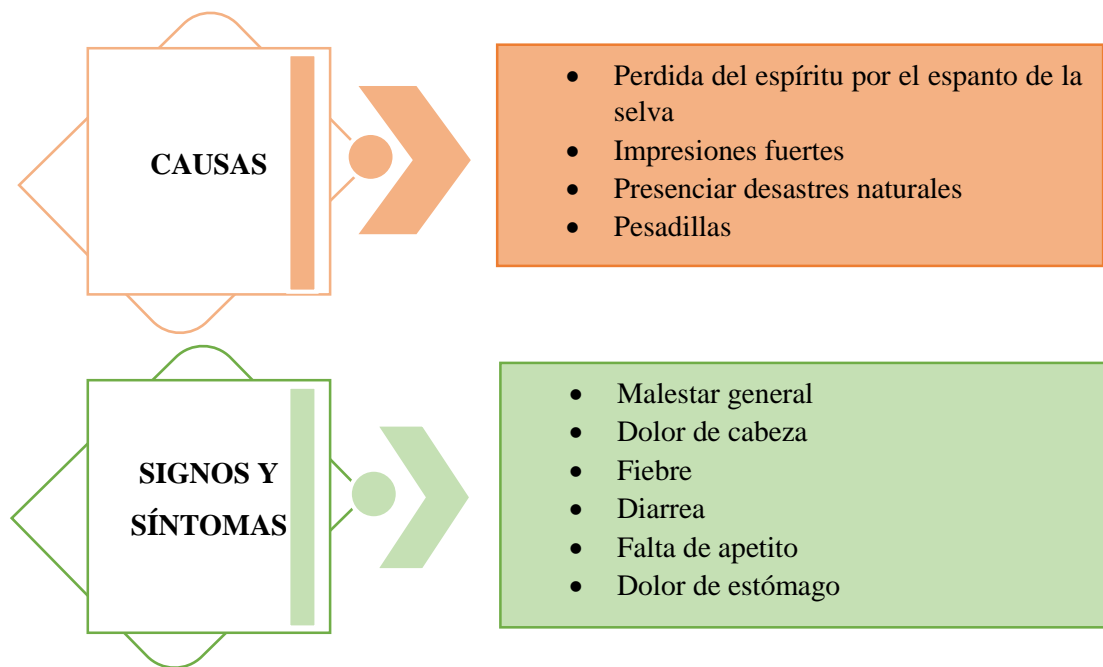 CAUSAS
• Perdida del espíritu por el espanto de la
selva
• Impresiones fuertes
• Presenciar desastres naturales
• Pesadillas
SIGNOS Y
SÍNTOMAS
• Malestar general
• Dolor de cabeza
• Fiebre
• Diarrea
• Falta de apetito
• Dolor de estómago